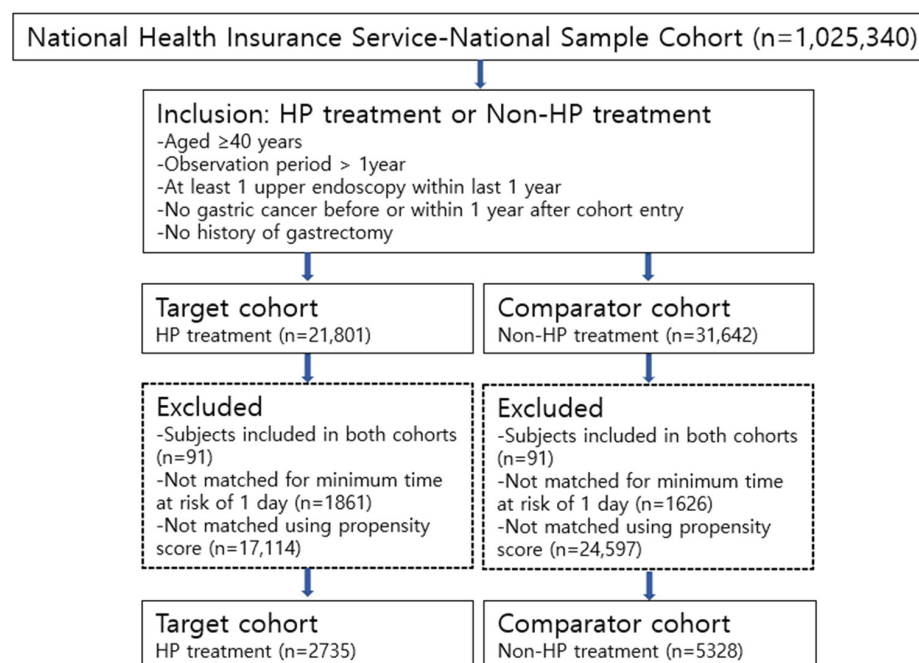 National Health Insurance Service-National Sample Cohort (n=1,025,340)
Inclusion: HP treatment or Non-HP treatment
-Aged ≥40 years
-Observation period > 1year
-At least 1 upper endoscopy within last 1 year
-No gastric cancer before or within 1 year after cohort entry
-No history of gastrectomy
Target cohort
HP treatment (n=21,801)
Comparator cohort
Non-HP treatment (n=31,642)
Excluded
-Subjects included in both cohorts
(n=91)
-Not matched for minimum time
at risk of 1 day (n=1861)
-Not matched using propensity
score (n=17,114)
Excluded
-Subjects included in both cohorts
(n=91)
-Not matched for minimum time
at risk of 1 day (n=1626)
-Not matched using propensity
score (n=24,597)
Target cohort
HP treatment (n=2735)
Comparator cohort
Non-HP treatment (n=5328)